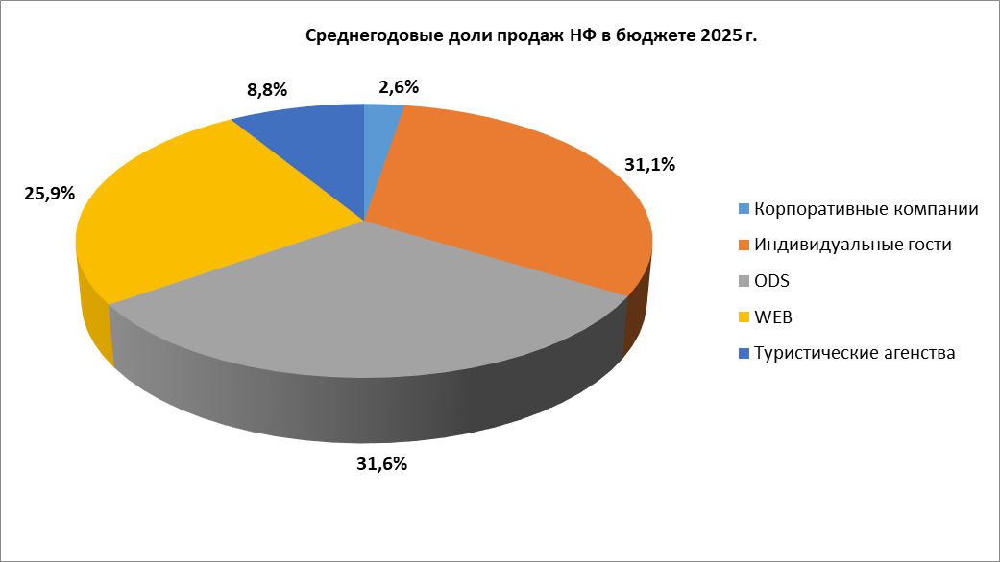 Среднегодовые доли продаж НФ в бюджете 2025 г.
8,8%
2,6%
31,1%
25,9%
31,6%
Корпоративные компании
Индивидуальные гости
ODS
WEB
Туристические агенства